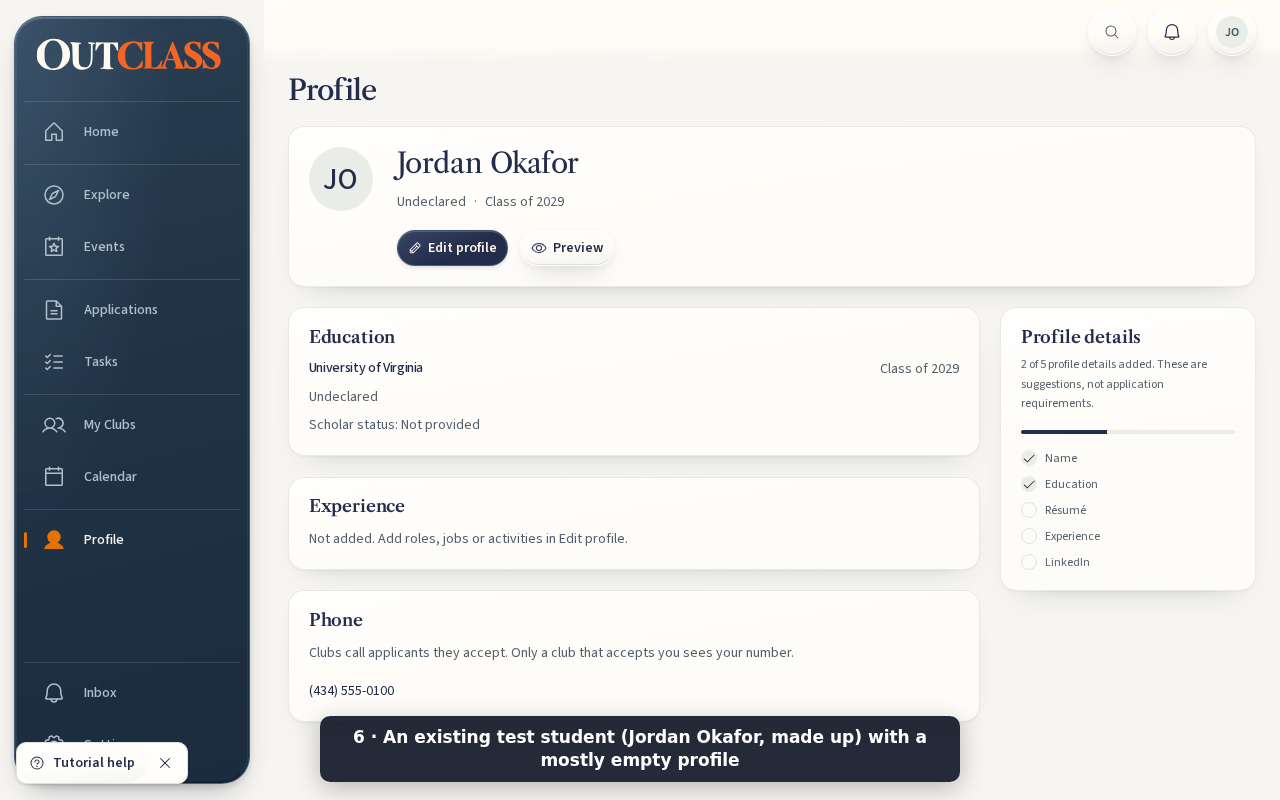 OUTCLASS
JO
Profile
Home
Explore
Events
Applications
Tasks
My Clubs
Calendar
Profile
Inbox
Tutorial help
JO
Jordan Okafor
Undeclared · Class of 2029
Edit profile
Preview
Education
University of Virginia
Class of 2029
Undeclared
Scholar status: Not provided
Experience
Not added. Add roles, jobs or activities in Edit profile.
Phone
Clubs call applicants they accept. Only a club that accepts you sees your number.
(434) 555-0100
Profile details
2 of 5 profile details added. These are
suggestions, not application
requirements.
Name
Education
Résumé
Experience
LinkedIn
6 · An existing test student (Jordan Okafor, made up) with a
mostly empty profile